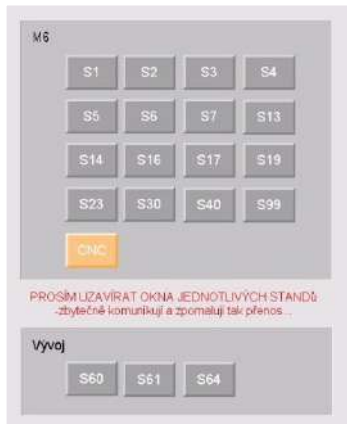 M6
S1 S2 S3 S4
S5 S6 S7 S13
S14 S16 S17 S19
S23 S30 S40 S99
CNC
PROSÍM UZAVÍRAT OKNA JEDNOTLIVÝCH STANDŮ
-zbytečně komunikují a zpomalují tak přenos...
Vývoj
S60 S61 S64